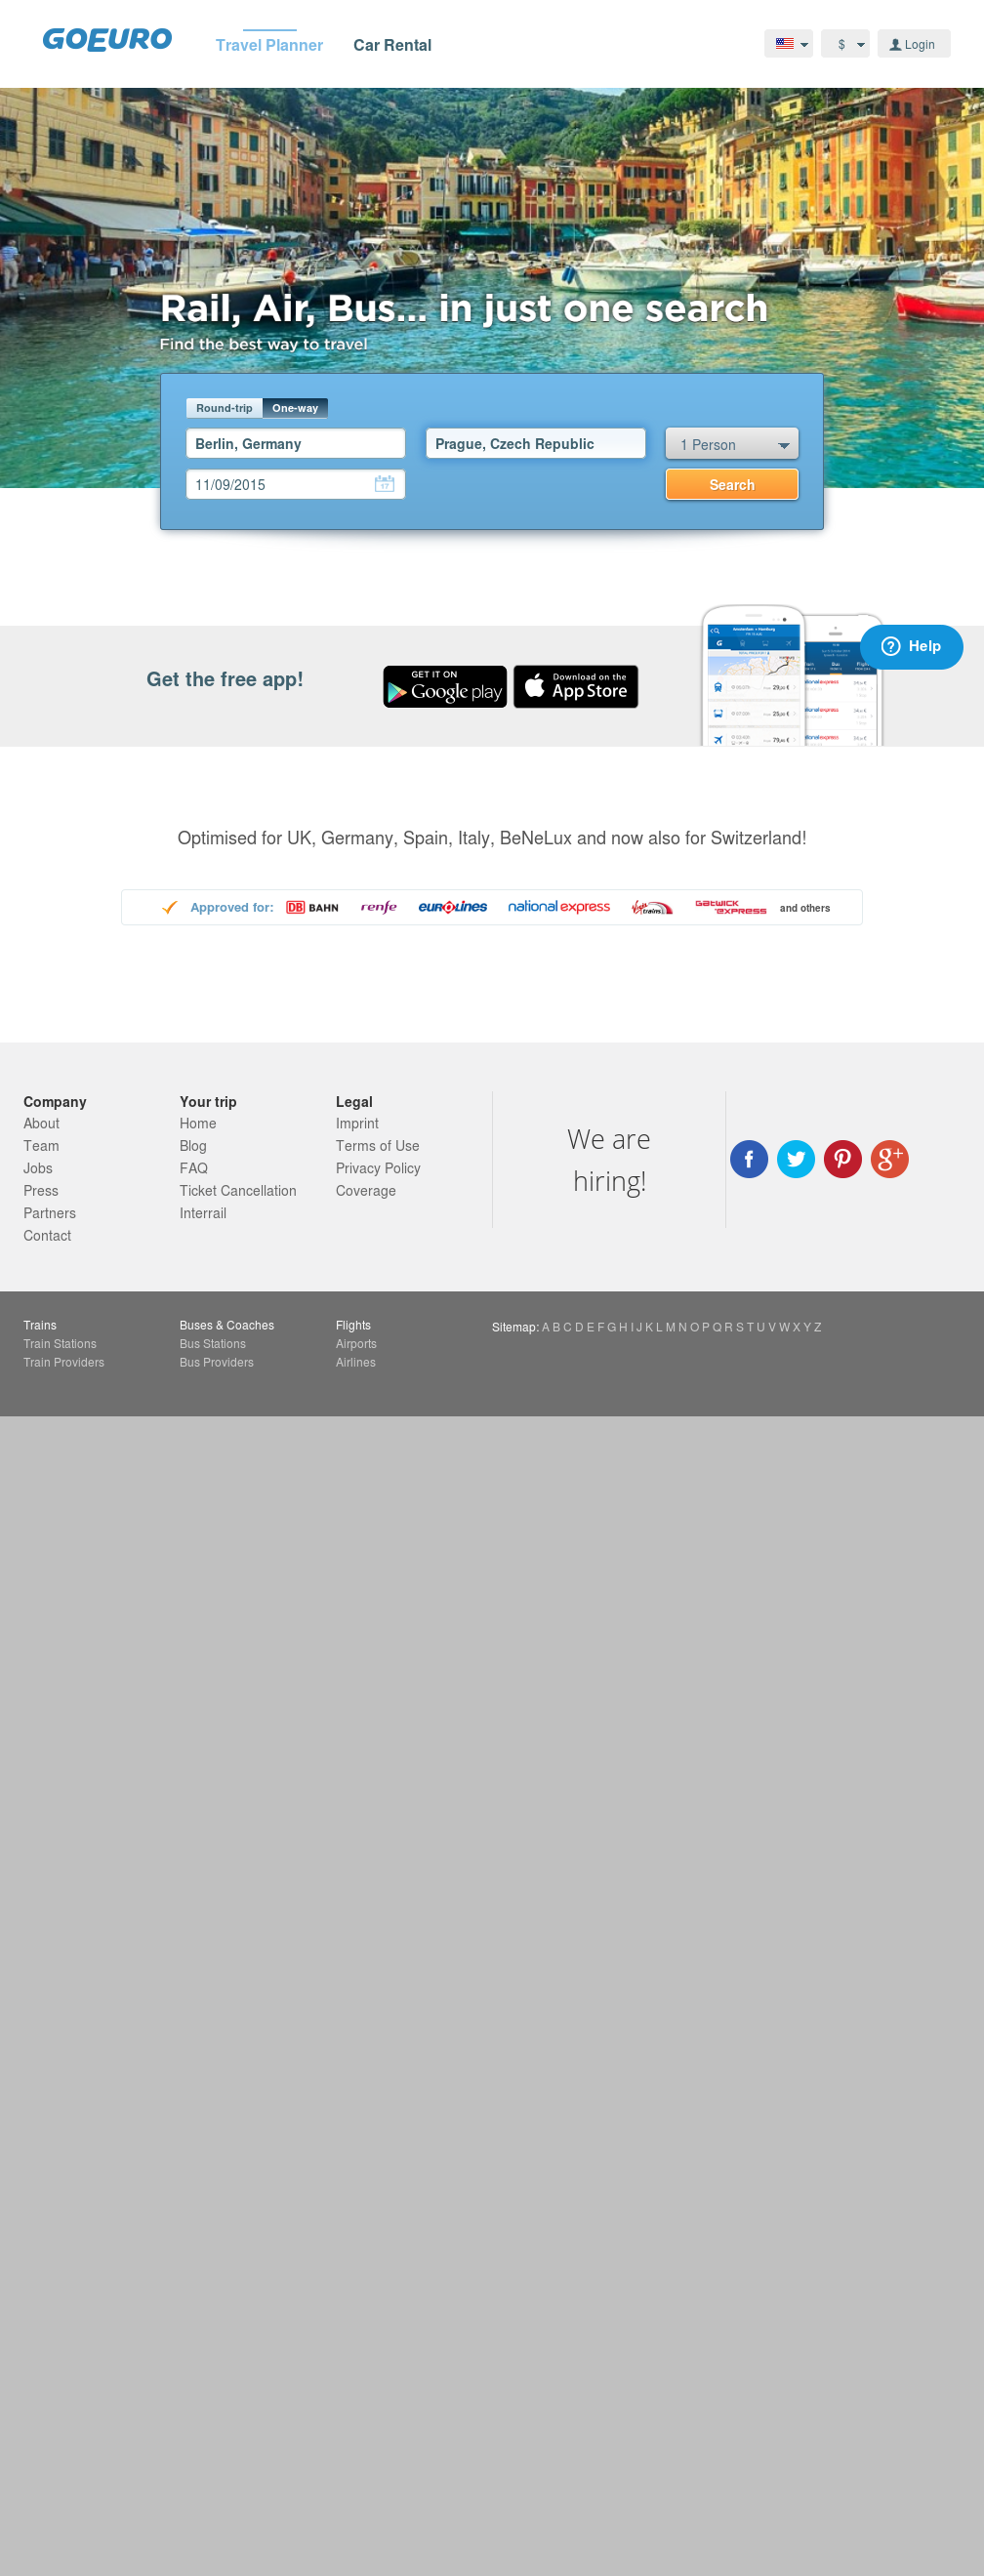 GOEURO
Travel Planner Car Rental
$ Login
Rail, Air, Bus... in just one search
Find the best way to travel
Round-trip One-way
Berlin, Germany Prague, Czech Republic 1 Person
11/09/2015 17 Search
Get the free app!
GET IT ON
Google play
Download on the
App Store
Help
Optimised for UK, Germany, Spain, Italy, BeNeLux and now also for Switzerland!
Approved for: DB BAHN renfe eurolines national express Virgin trains GATWICK EXPRESS and others
Company
About
Team
Jobs
Press
Partners
Contact
Your trip
Home
Blog
FAQ
Ticket Cancellation
Interrail
Legal
Imprint
Terms of Use
Privacy Policy
Coverage
We are
hiring!
Trains
Train Stations
Train Providers
Buses & Coaches
Bus Stations
Bus Providers
Flights
Airports
Airlines
Sitemap: A B C D E F G H I J K L M N O P Q R S T U V W X Y Z